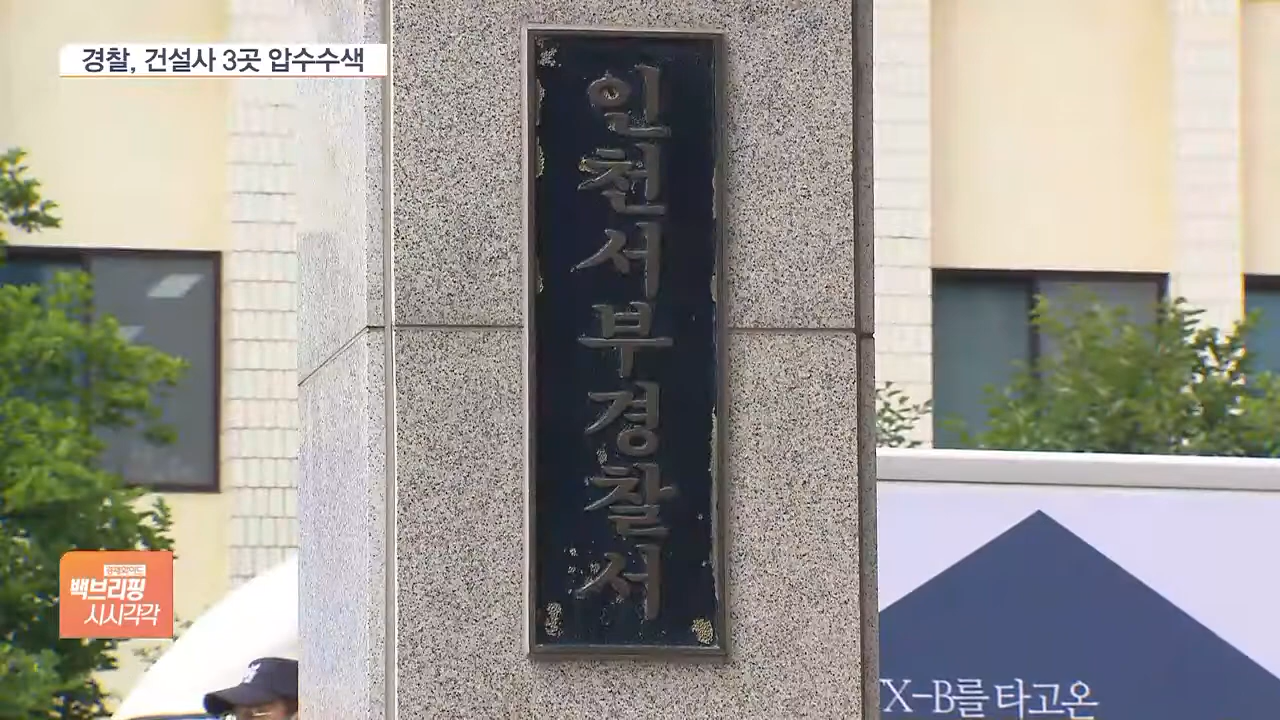 경찰, 건설사 3곳 압수수색
인천서부경찰서
경제와이드
백브리핑
시시각각
TX-B를 타고온